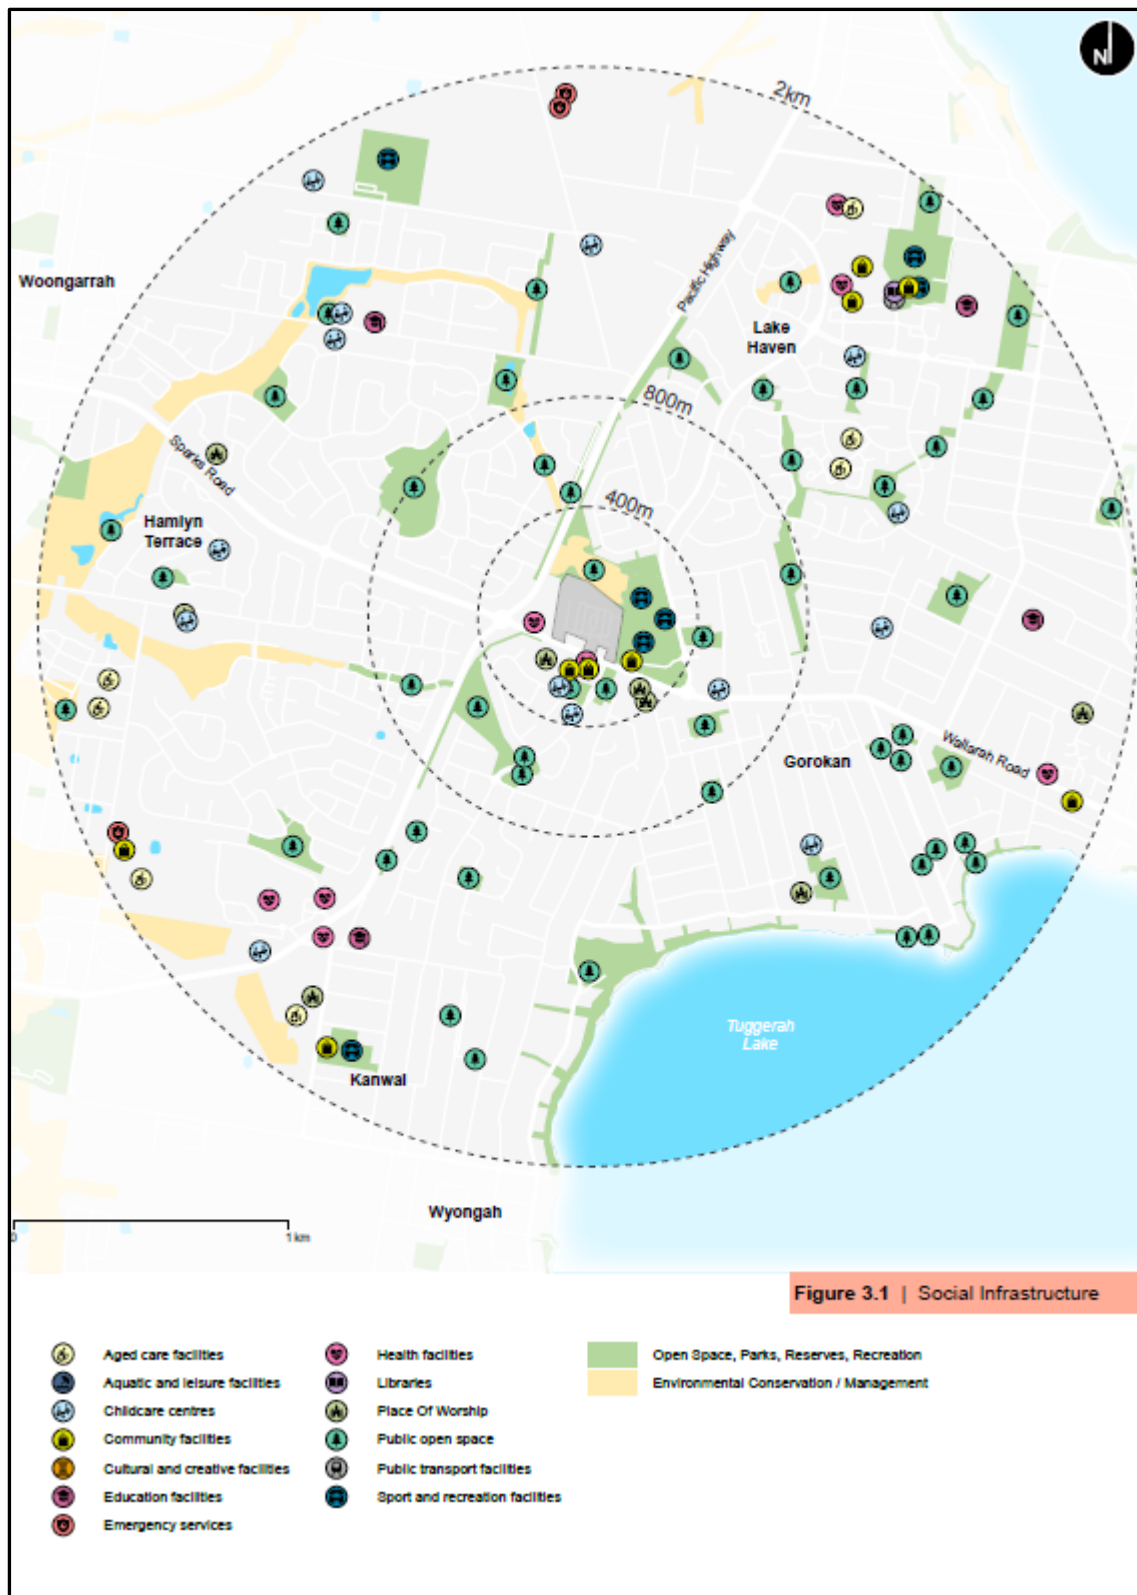 N
2km
Pacific Highway
Woongarrah
Lake
Haven
800m
Sparks Road
400m
Hamlyn
Terrace
Gorokan
Wallarah Road
Tuggerah
Lake
Kanwal
Wyongah
0
1 km
Figure 3.1 | Social Infrastructure
Aged care facilities
Aquatic and leisure facilities
Childcare centres
Community facilities
Cultural and creative facilities
Education facilities
Emergency services
Health facilities
Libraries
Place Of Worship
Public open space
Public transport facilities
Sport and recreation facilities
Open Space, Parks, Reserves, Recreation
Environmental Conservation / Management